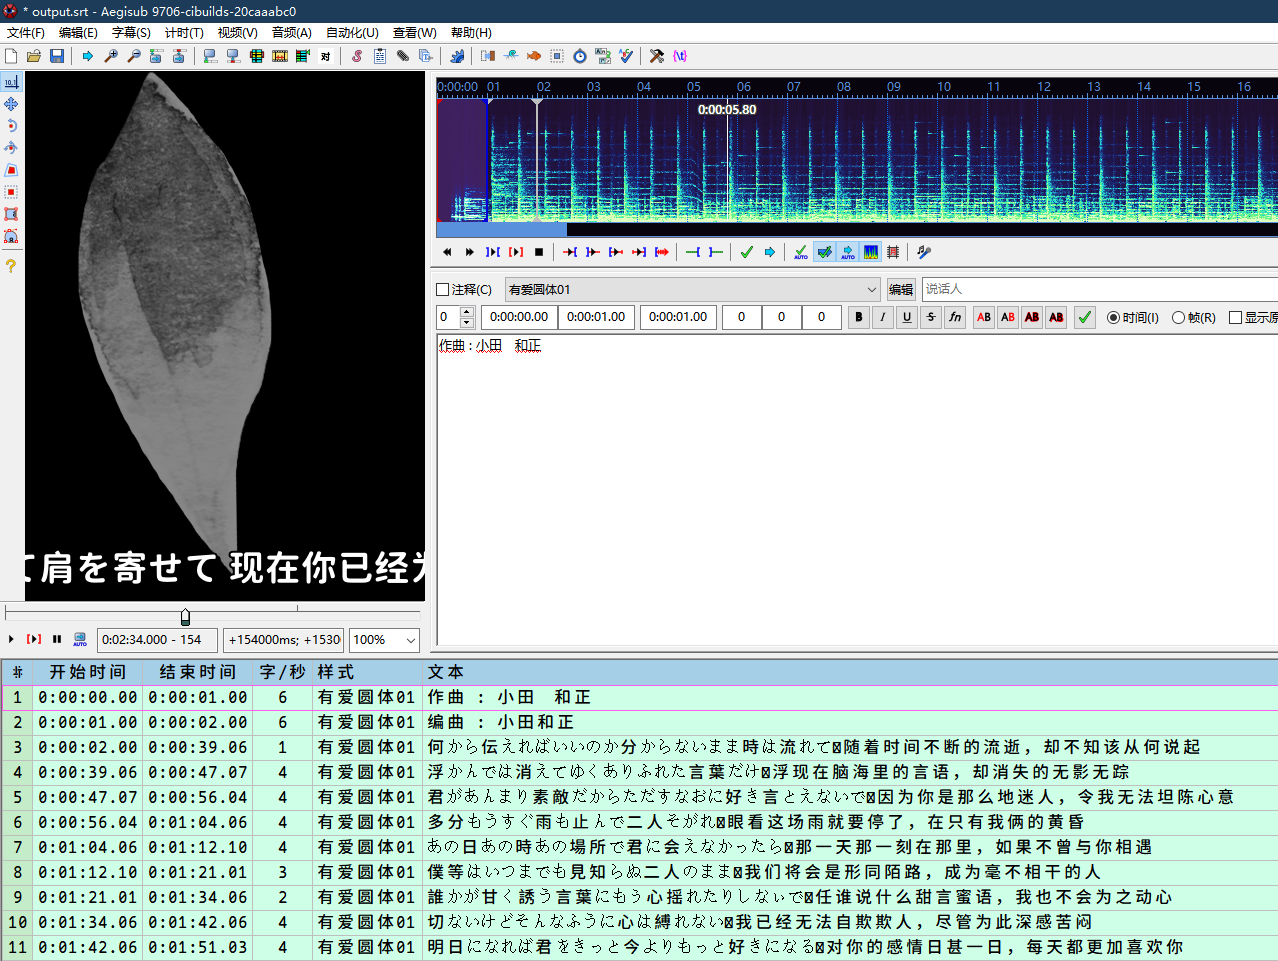 * output.srt - Aegisub 9706-cibuilds-20caaabc0
文件(F) 编辑(E) 字幕(S) 计时(T) 视频(V) 音频(A) 自动化(U) 查看(W) 帮助(H)
0:00:00 01 02 03 04 05 06 07 08 09 10 11 12 13 14 15 16
0:00:05.80
注释(C) 有爱圆体01 编辑 说话人
0 0:00:00.00 0:00:01.00 0:00:01.00 0 0 0 B I U S fn AB AB AB AB 时间(I) 帧(R) 显示原
作曲 : 小田　和正
て肩を寄せて 现在你已经为
0:02:34.000 - 154 +154000ms; +1530 100%
# 开始时间 结束时间 字/秒 样式 文本
1 0:00:00.00 0:00:01.00 6 有爱圆体01 作曲 : 小田　和正
2 0:00:01.00 0:00:02.00 6 有爱圆体01 编曲 : 小田和正
3 0:00:02.00 0:00:39.06 1 有爱圆体01 何から伝えればいいのか分からないまま時は流れて 随着时间不断的流逝，却不知该从何说起
4 0:00:39.06 0:00:47.07 4 有爱圆体01 浮かんでは消えてゆくありふれた言葉だけ 浮现在脑海里的言语，却消失的无影无踪
5 0:00:47.07 0:00:56.04 4 有爱圆体01 君があんまり素敵だからただすなおに好き言とえないで 因为你是那么地迷人，令我无法坦陈心意
6 0:00:56.04 0:01:04.06 4 有爱圆体01 多分もうすぐ雨も止んで二人そがれ 眼看这场雨就要停了，在只有我俩的黄昏
7 0:01:04.06 0:01:12.10 4 有爱圆体01 あの日あの時あの場所で君に会えなかったら 那一天那一刻在那里，如果不曾与你相遇
8 0:01:12.10 0:01:21.01 3 有爱圆体01 僕等はいつまでも見知らぬ二人のまま 我们将会是形同陌路，成为毫不相干的人
9 0:01:21.01 0:01:34.06 2 有爱圆体01 誰かが甘く誘う言葉にもう心揺れたりしないで 任谁说什么甜言蜜语，我也不会为之动心
10 0:01:34.06 0:01:42.06 4 有爱圆体01 切ないけどそんなふうに心は縛れない 我已经无法自欺欺人，尽管为此深感苦闷
11 0:01:42.06 0:01:51.03 4 有爱圆体01 明日になれば君をきっと今よりもっと好きになる 对你的感情日甚一日，每天都更加喜欢你